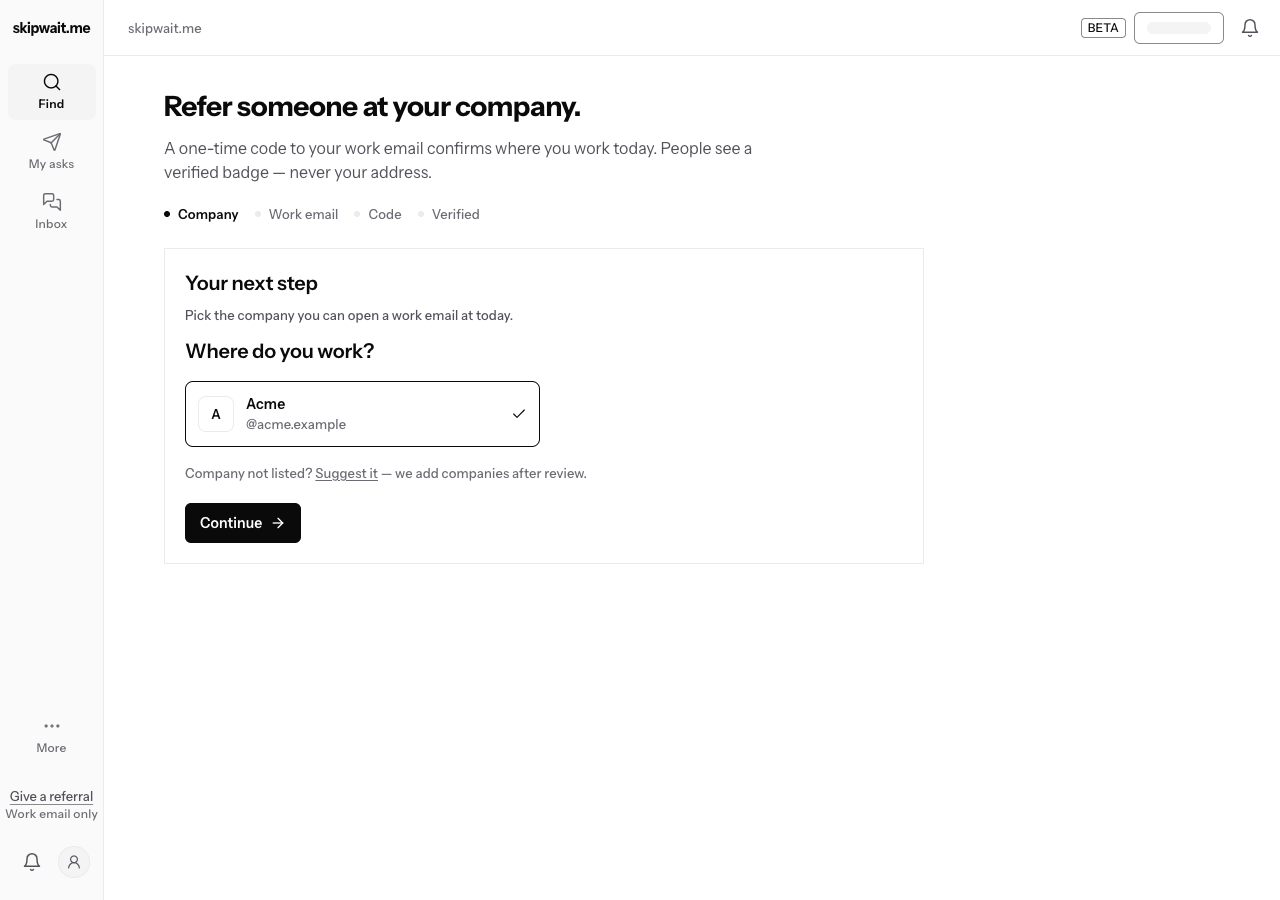 skipwait.me
Find
My asks
Inbox
More
Give a referral
Work email only
skipwait.me
BETA
Refer someone at your company.
A one-time code to your work email confirms where you work today. People see a
verified badge — never your address.
Company
Work email
Code
Verified
Your next step
Pick the company you can open a work email at today.
Where do you work?
A
Acme
@acme.example
Company not listed? Suggest it — we add companies after review.
Continue